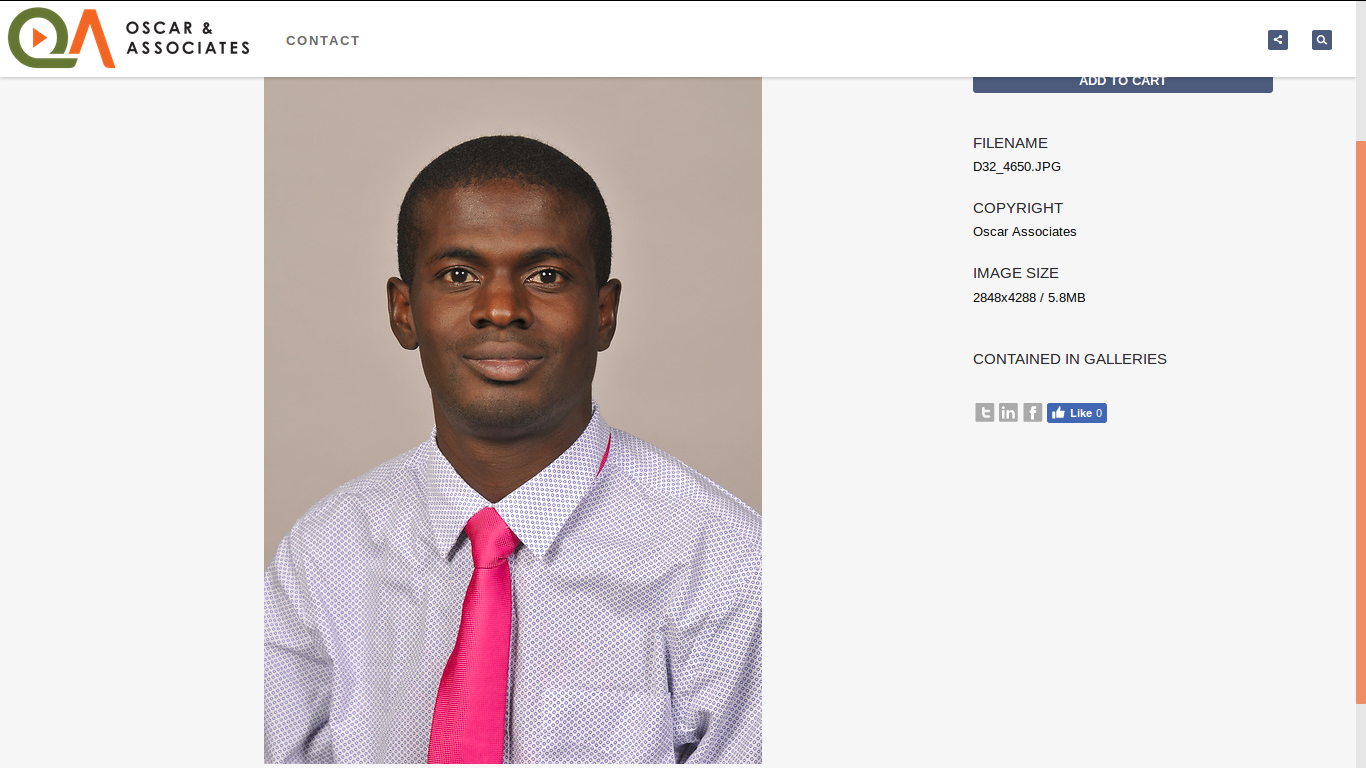 OSCAR &
ASSOCIATES
CONTACT
ADD TO CART
FILENAME
D32_4650.JPG
COPYRIGHT
Oscar Associates
IMAGE SIZE
2848x4288 / 5.8MB
CONTAINED IN GALLERIES
Like 0